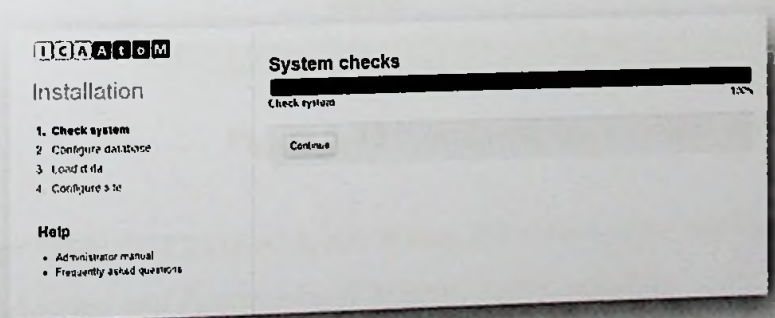 ICAAtoM
Installation
1. Check system
2 Configure database
3 Load data
4 Configure site
Help
• Administrator manual
• Frequently asked questions
System checks
100%
Check system
Continue